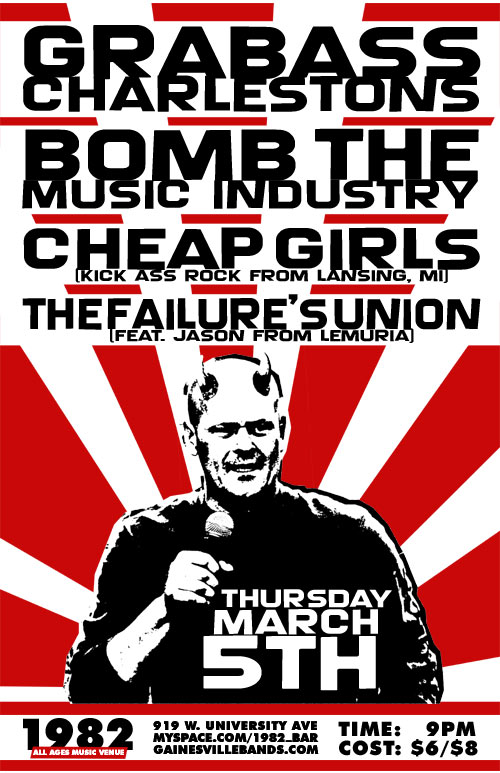 GRABASS
CHARLESTONS
BOMB THE
MUSIC INDUSTRY
CHEAP GIRLS
(KICK ASS ROCK FROM LANSING, MI)
THE FAILURE'S UNION
(FEAT. JASON FROM LEMURIA)
THURSDAY
MARCH
5TH
1982
ALL AGES MUSIC VENUE
919 W. UNIVERSITY AVE
MYSPACE.COM/1982_BAR
GAINESVILLEBANDS.COM
TIME: 9PM
COST: $6/$8